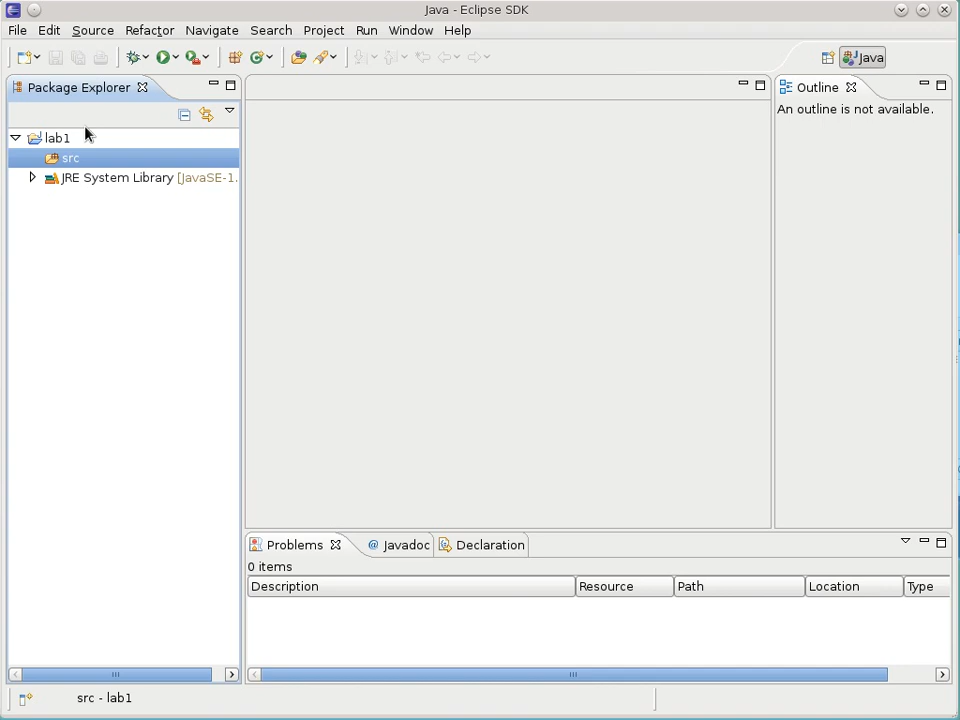 Java - Eclipse SDK
File Edit Source Refactor Navigate Search Project Run Window Help
Java
Package Explorer
Outline
An outline is not available.
lab1
src
JRE System Library [JavaSE-1.
Problems Javadoc Declaration
0 items
Description Resource Path Location Type
src - lab1